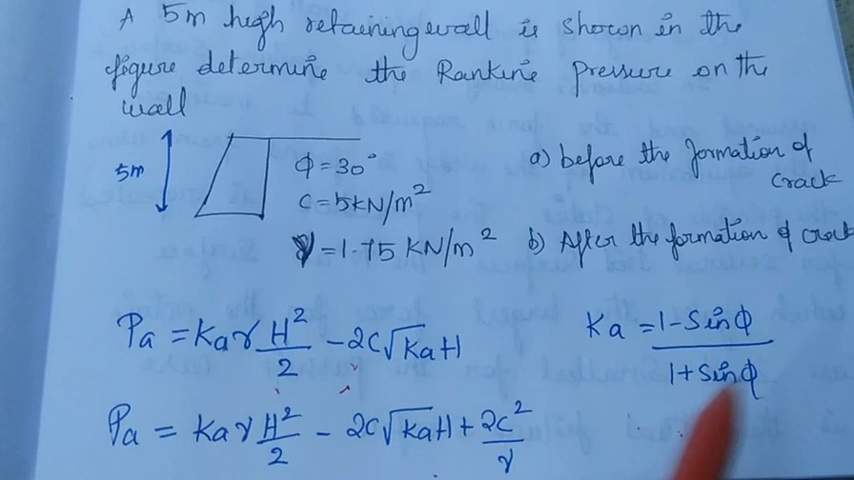 A 5m high retaining wall is shown in the
figure determine the Rankine Pressure on the
wall
5m
ϕ = 30°
C = 5KN/m²
γ = 1.75 KN/m²
a) before the formation of
crack
b) After the formation of crack
Pa = Kaγ H²/2 - 2C√Ka H
Ka = 1 - Sinϕ / 1 + Sinϕ
Pa = Kaγ H²/2 - 2C√Ka H + 2C²/γ